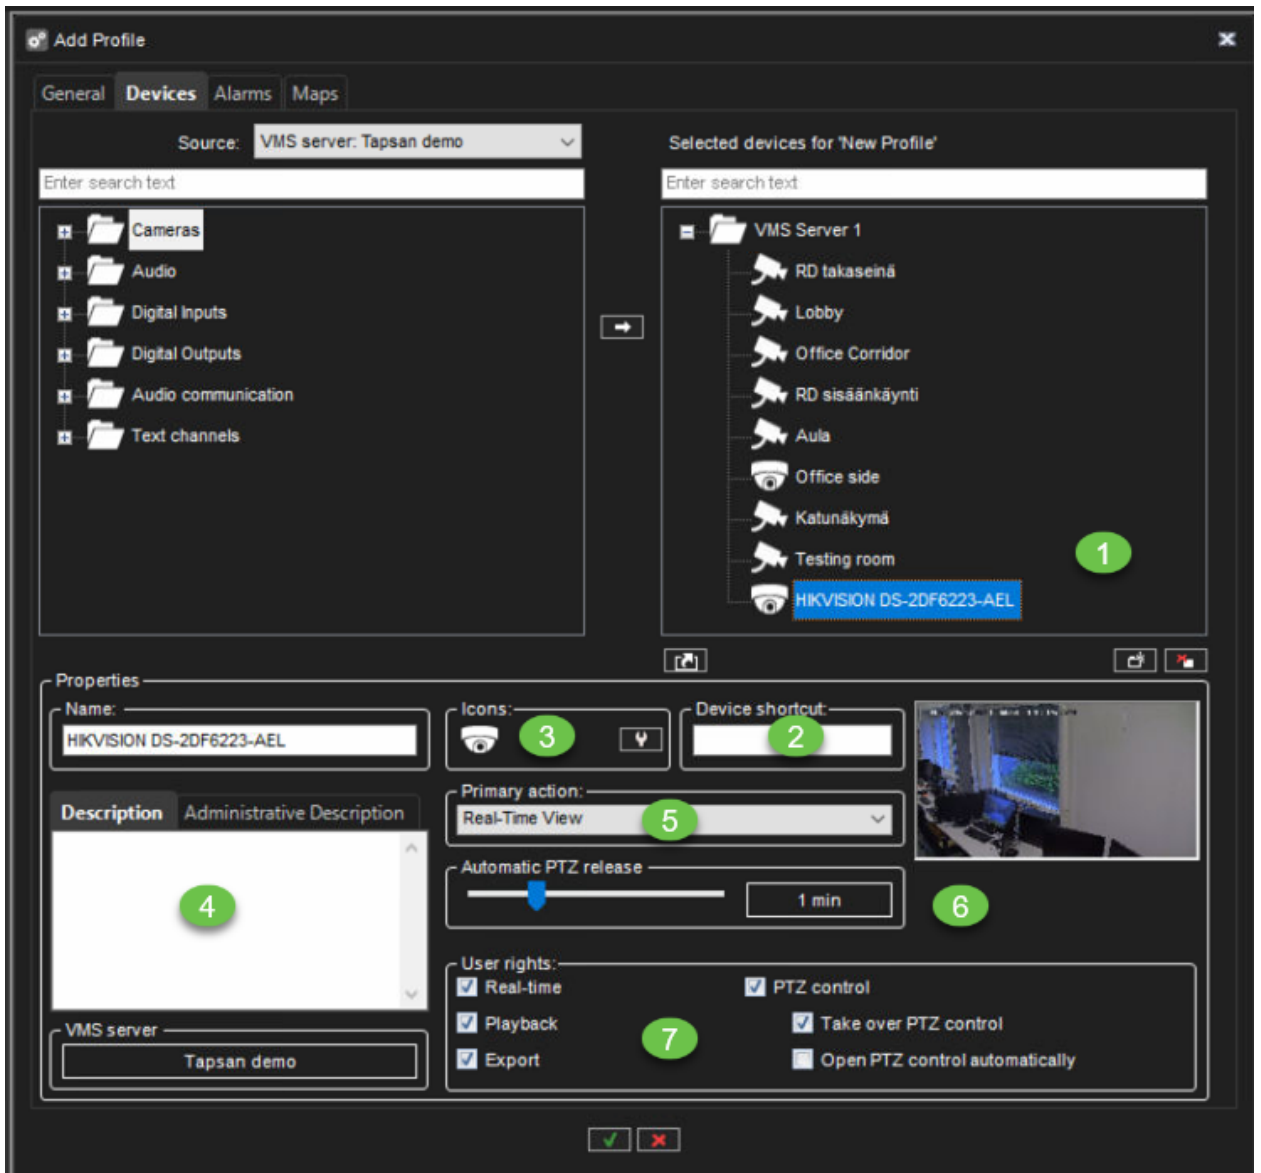 Add Profile
General Devices Alarms Maps
Source: VMS server: Tapsan demo
Selected devices for 'New Profile'
Enter search text
Enter search text
Cameras
Audio
Digital Inputs
Digital Outputs
Audio communication
Text channels
VMS Server 1
RD takaseinä
Lobby
Office Corridor
RD sisäänkäynti
Aula
Office side
Katunäkymä
Testing room
HIKVISION DS-2DF6223-AEL
1
Properties
Name:
HIKVISION DS-2DF6223-AEL
Icons:
3
Device shortcut:
2
Description Administrative Description
4
Primary action:
Real-Time View
5
Automatic PTZ release
1 min
6
VMS server
Tapsan demo
User rights:
Real-time
Playback
Export
7
PTZ control
Take over PTZ control
Open PTZ control automatically